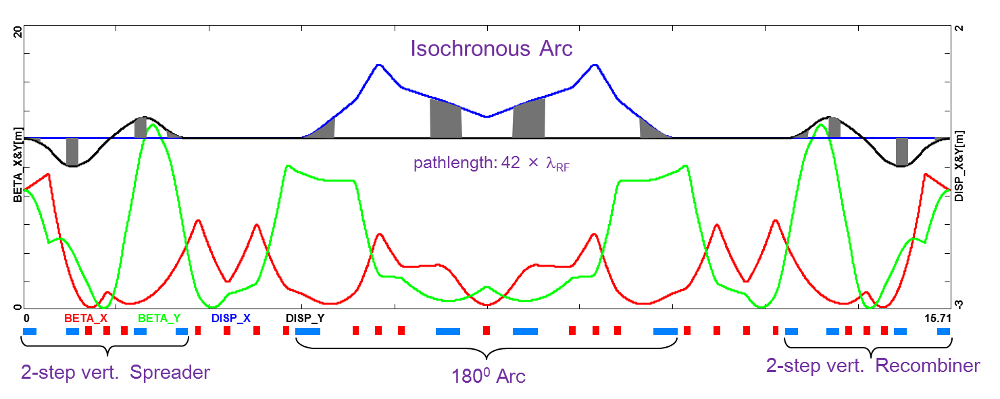 20
2
Isochronous Arc
BETA X&Y[m]
DISP_X&Y[m]
pathlength: 42 × λRF
0
-3
0
BETA_X
BETA_Y
DISP_X
DISP_Y
15.71
2-step vert. Spreader
180⁰ Arc
2-step vert. Recombiner